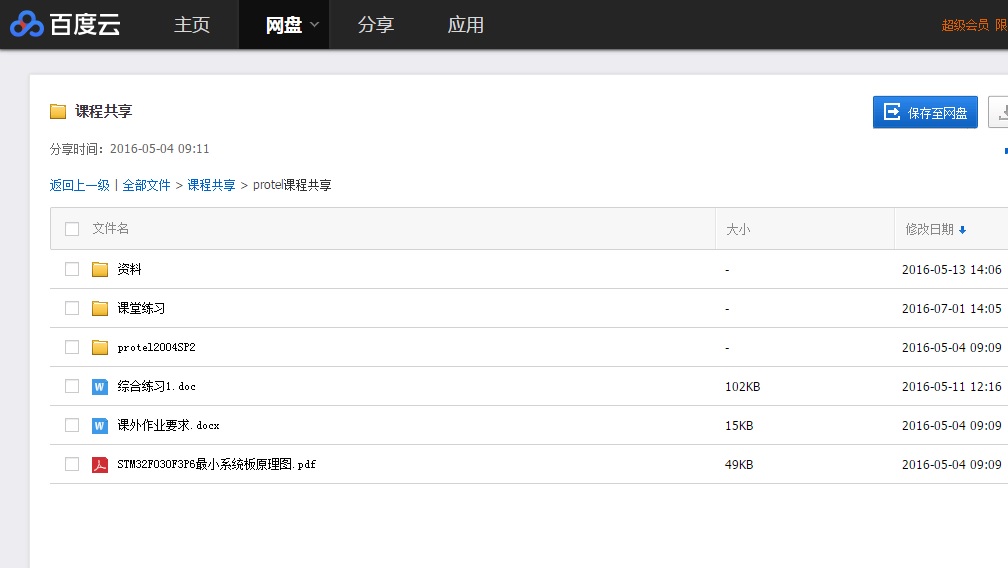 百度云 主页 网盘 分享 应用 超级会员 限
课程共享 保存至网盘
分享时间：2016-05-04 09:11
返回上一级 | 全部文件 > 课程共享 > protel课程共享
文件名 大小 修改日期
资料 - 2016-05-13 14:06
课堂练习 - 2016-07-01 14:05
protel2004SP2 - 2016-05-04 09:09
综合练习1.doc 102KB 2016-05-11 12:16
课外作业要求.docx 15KB 2016-05-04 09:09
STM32F030F3P6最小系统板原理图.pdf 49KB 2016-05-04 09:09